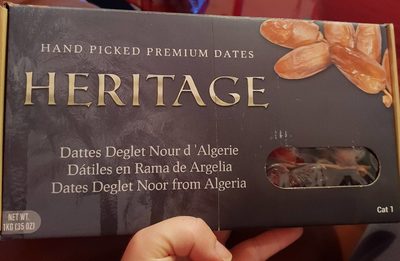 HAND PICKED PREMIUM DATES
HERITAGE
Dattes Deglet Nour d'Algerie
Dátiles en Rama de Argelia
Dates Deglet Noor from Algeria
NET WT.
1KG (35 OZ)
Cat 1